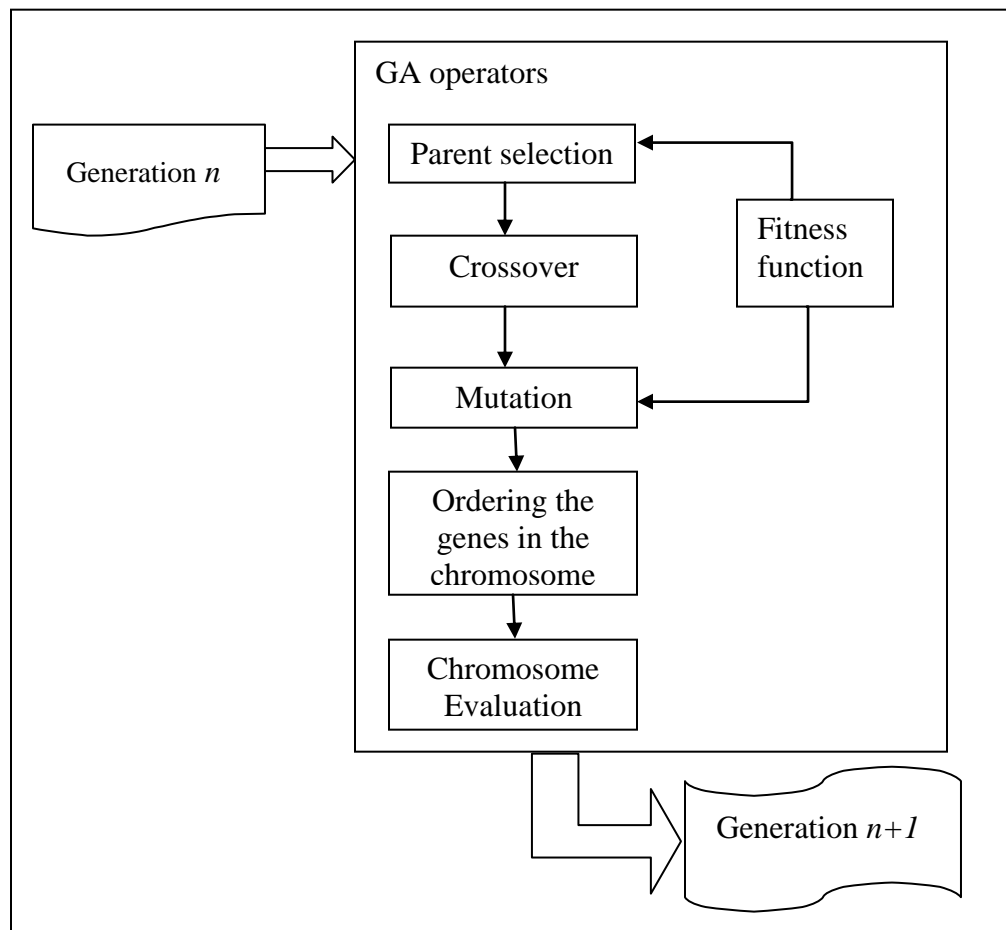 GA operators
Generation n
Parent selection
Crossover
Fitness
function
Mutation
Ordering the
genes in the
chromosome
Chromosome
Evaluation
Generation n+1